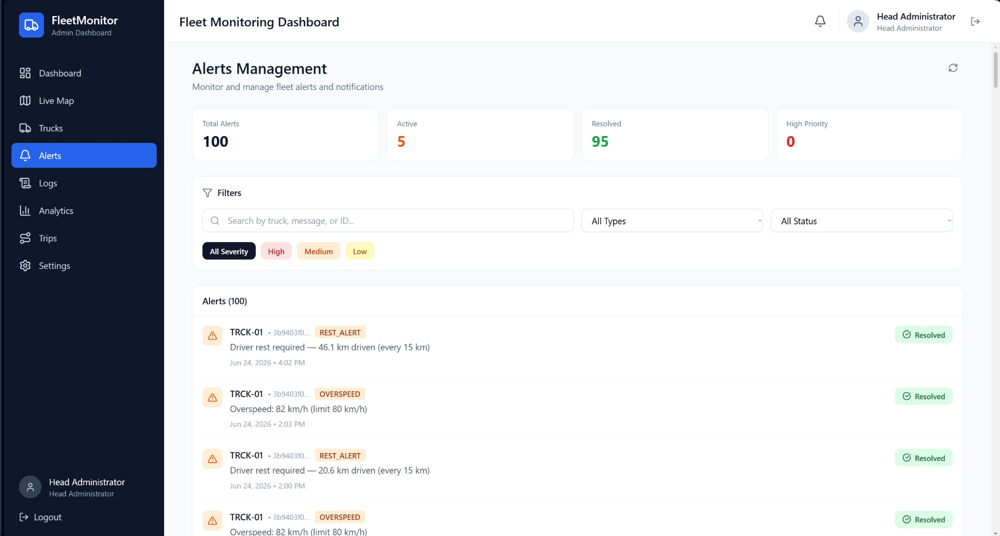 FleetMonitor
Admin Dashboard
Dashboard
Live Map
Trucks
Alerts
Logs
Analytics
Trips
Settings
Head Administrator
Head Administrator
Logout
Fleet Monitoring Dashboard
Head Administrator
Head Administrator
Alerts Management
Monitor and manage fleet alerts and notifications
Total Alerts
100
Active
5
Resolved
95
High Priority
0
Filters
Search by truck, message, or ID...
All Types
All Status
All Severity
High
Medium
Low
Alerts (100)
TRCK-01 • 3b9403f0... REST_ALERT
Driver rest required — 46.1 km driven (every 15 km)
Jun 24, 2026 • 4:02 PM
Resolved
TRCK-01 • 3b9403f0... OVERSPEED
Overspeed: 82 km/h (limit 80 km/h)
Jun 24, 2026 • 2:03 PM
Resolved
TRCK-01 • 3b9403f0... REST_ALERT
Driver rest required — 20.6 km driven (every 15 km)
Jun 24, 2026 • 2:00 PM
Resolved
TRCK-01 • 3b9403f0... OVERSPEED
Overspeed: 82 km/h (limit 80 km/h)
Resolved